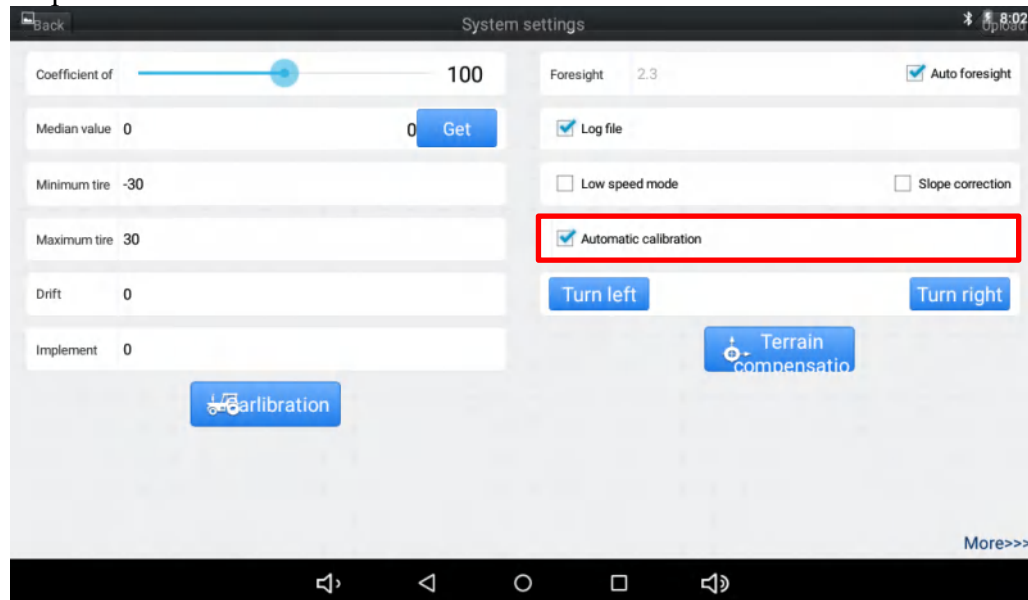 Back
System settings
8:02
Upload
Coefficient of
100
Foresight 2.3
Auto foresight
Median value 0
0 Get
Log file
Minimum tire -30
Low speed mode
Slope correction
Maximum tire 30
Automatic calibration
Drift 0
Turn left
Turn right
Implement 0
Terrain
compensatio
arlibration
More>>>